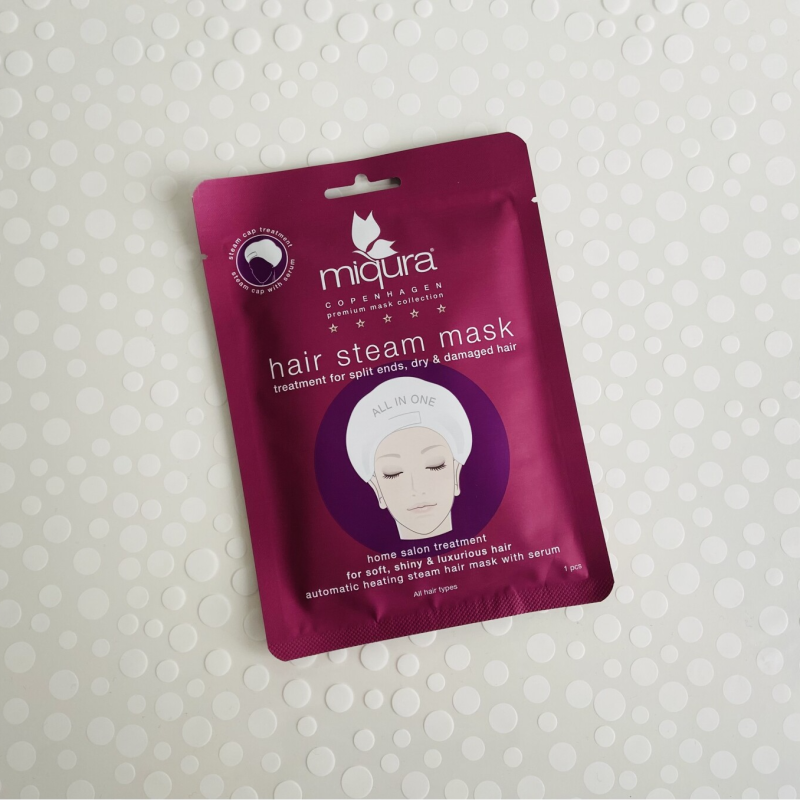 steam cap treatment
steam cap with serum
miqura®
COPENHAGEN
premium mask collection
hair steam mask
treatment for split ends, dry & damaged hair
ALL IN ONE
home salon treatment
for soft, shiny & luxurious hair
automatic heating steam hair mask with serum
1 pcs
All hair types